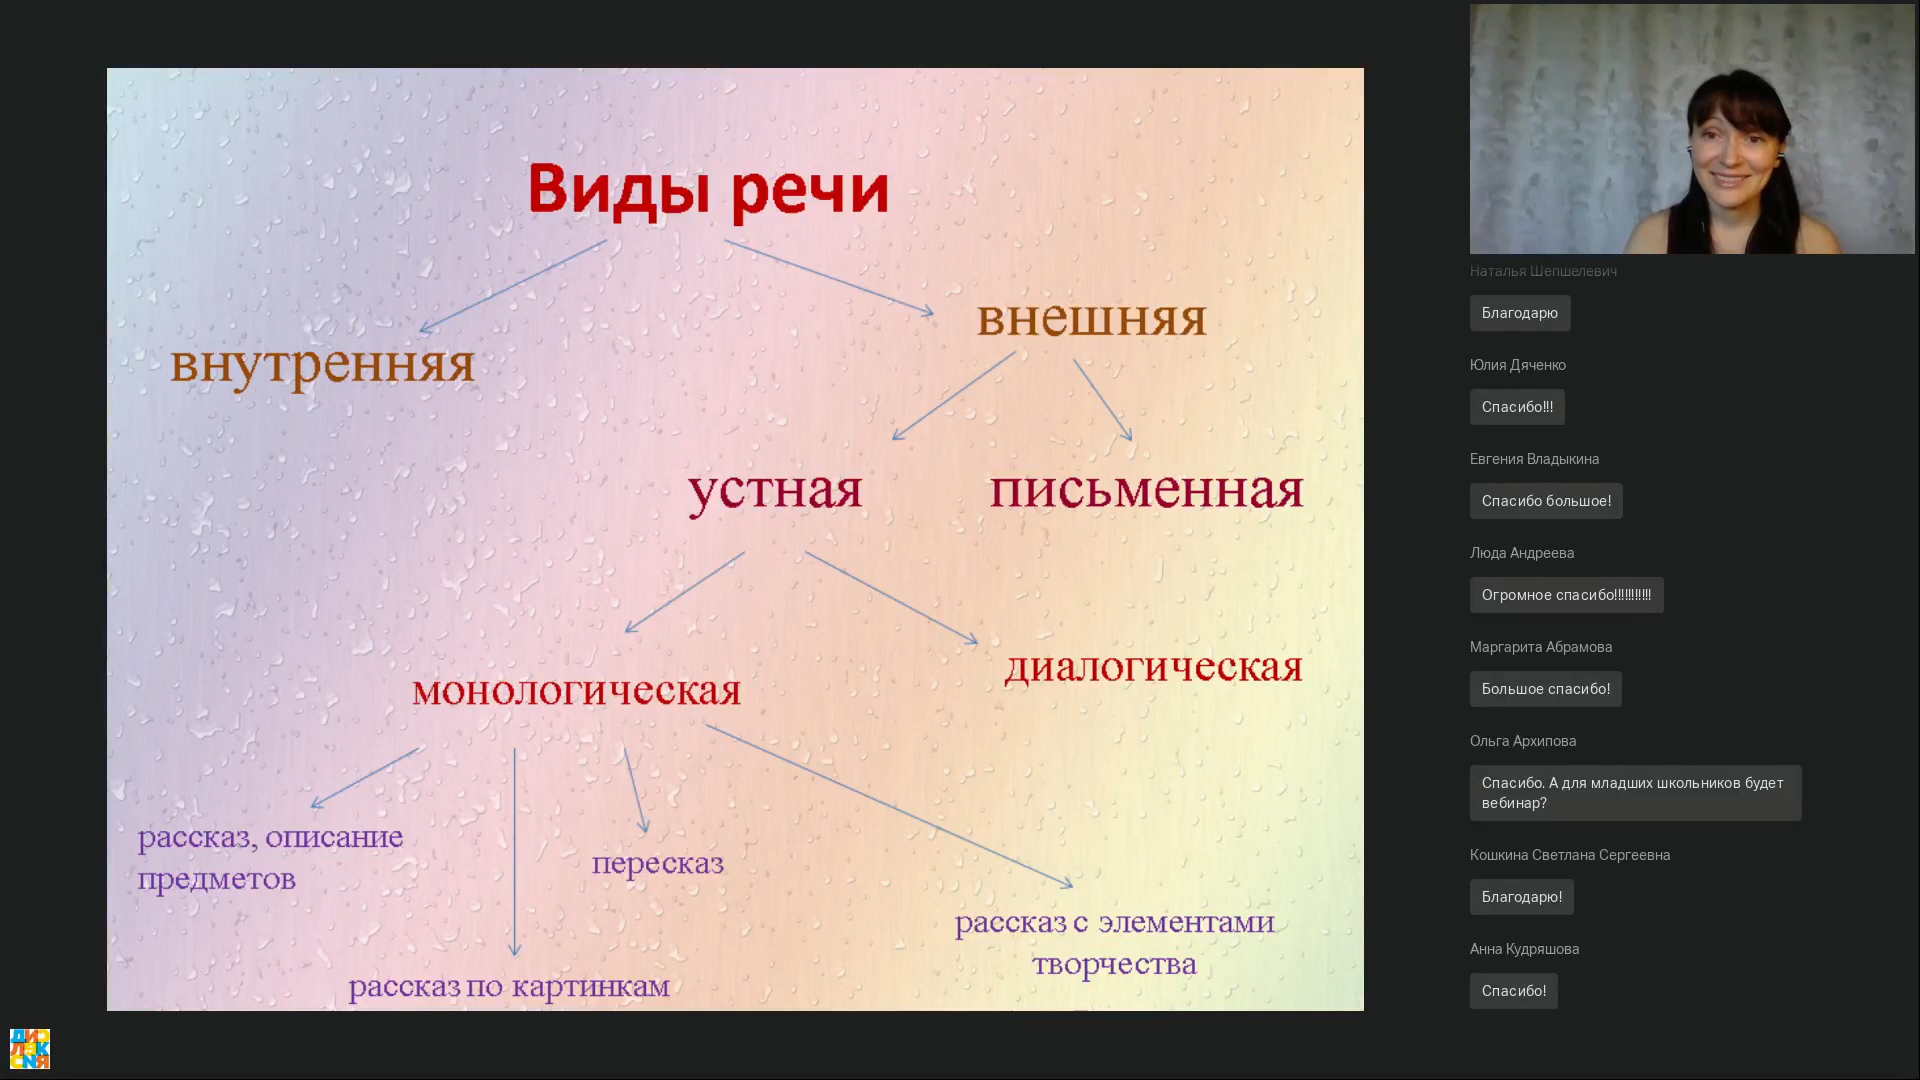 Виды речи
внутренняя
внешняя
устная
письменная
монологическая
диалогическая
рассказ, описание
предметов
рассказ по картинкам
пересказ
рассказ с элементами
творчества
Наталья Шепшелевич
Благодарю
Юлия Дяченко
Спасибо!!!
Евгения Владыкина
Спасибо большое!
Люда Андреева
Огромное спасибо!!!!!!!!!!!
Маргарита Абрамова
Большое спасибо!
Ольга Архипова
Спасибо. А для младших школьников будет
вебинар?
Кошкина Светлана Сергеевна
Благодарю!
Анна Кудряшова
Спасибо!